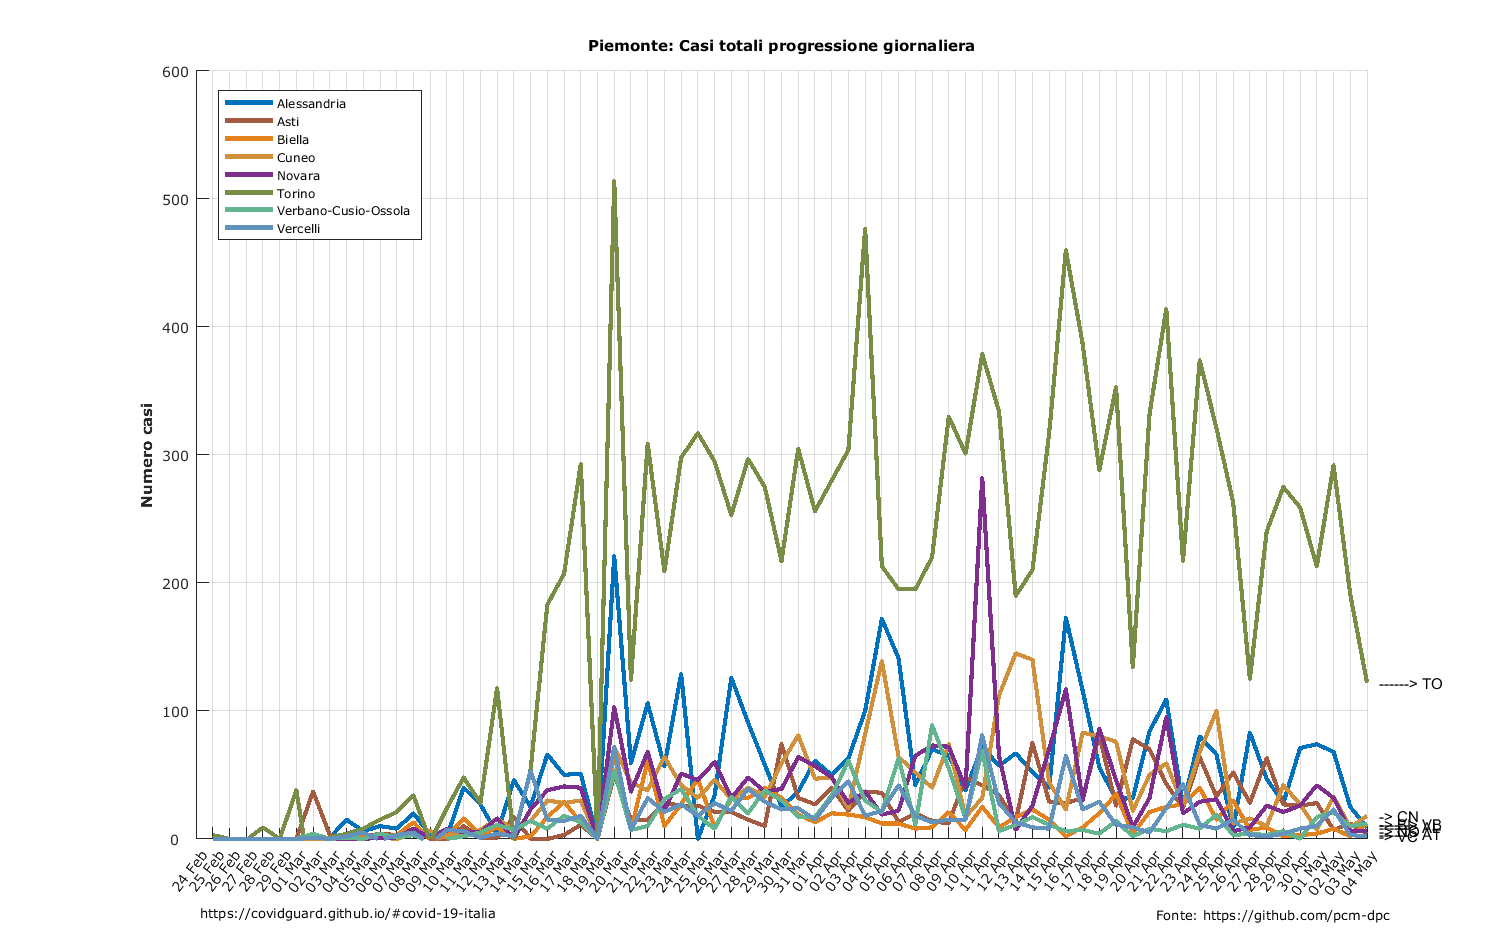 Piemonte: Casi totali progressione giornaliera
600
500
400
300
200
100
0
Numero casi
Alessandria
Asti
Biella
Cuneo
Novara
Torino
Verbano-Cusio-Ossola
Vercelli
------> TO
-> CN
24 Feb
25 Feb
26 Feb
27 Feb
28 Feb
29 Feb
01 Mar
02 Mar
03 Mar
04 Mar
05 Mar
06 Mar
07 Mar
08 Mar
09 Mar
10 Mar
11 Mar
12 Mar
13 Mar
14 Mar
15 Mar
16 Mar
17 Mar
18 Mar
19 Mar
20 Mar
21 Mar
22 Mar
23 Mar
24 Mar
25 Mar
26 Mar
27 Mar
28 Mar
29 Mar
30 Mar
31 Mar
01 Apr
02 Apr
03 Apr
04 Apr
05 Apr
06 Apr
07 Apr
08 Apr
09 Apr
10 Apr
11 Apr
12 Apr
13 Apr
14 Apr
15 Apr
16 Apr
17 Apr
18 Apr
19 Apr
20 Apr
21 Apr
22 Apr
23 Apr
24 Apr
25 Apr
26 Apr
27 Apr
28 Apr
29 Apr
30 Apr
01 May
02 May
03 May
04 May
https://covidguard.github.io/#covid-19-italia
Fonte: https://github.com/pcm-dpc